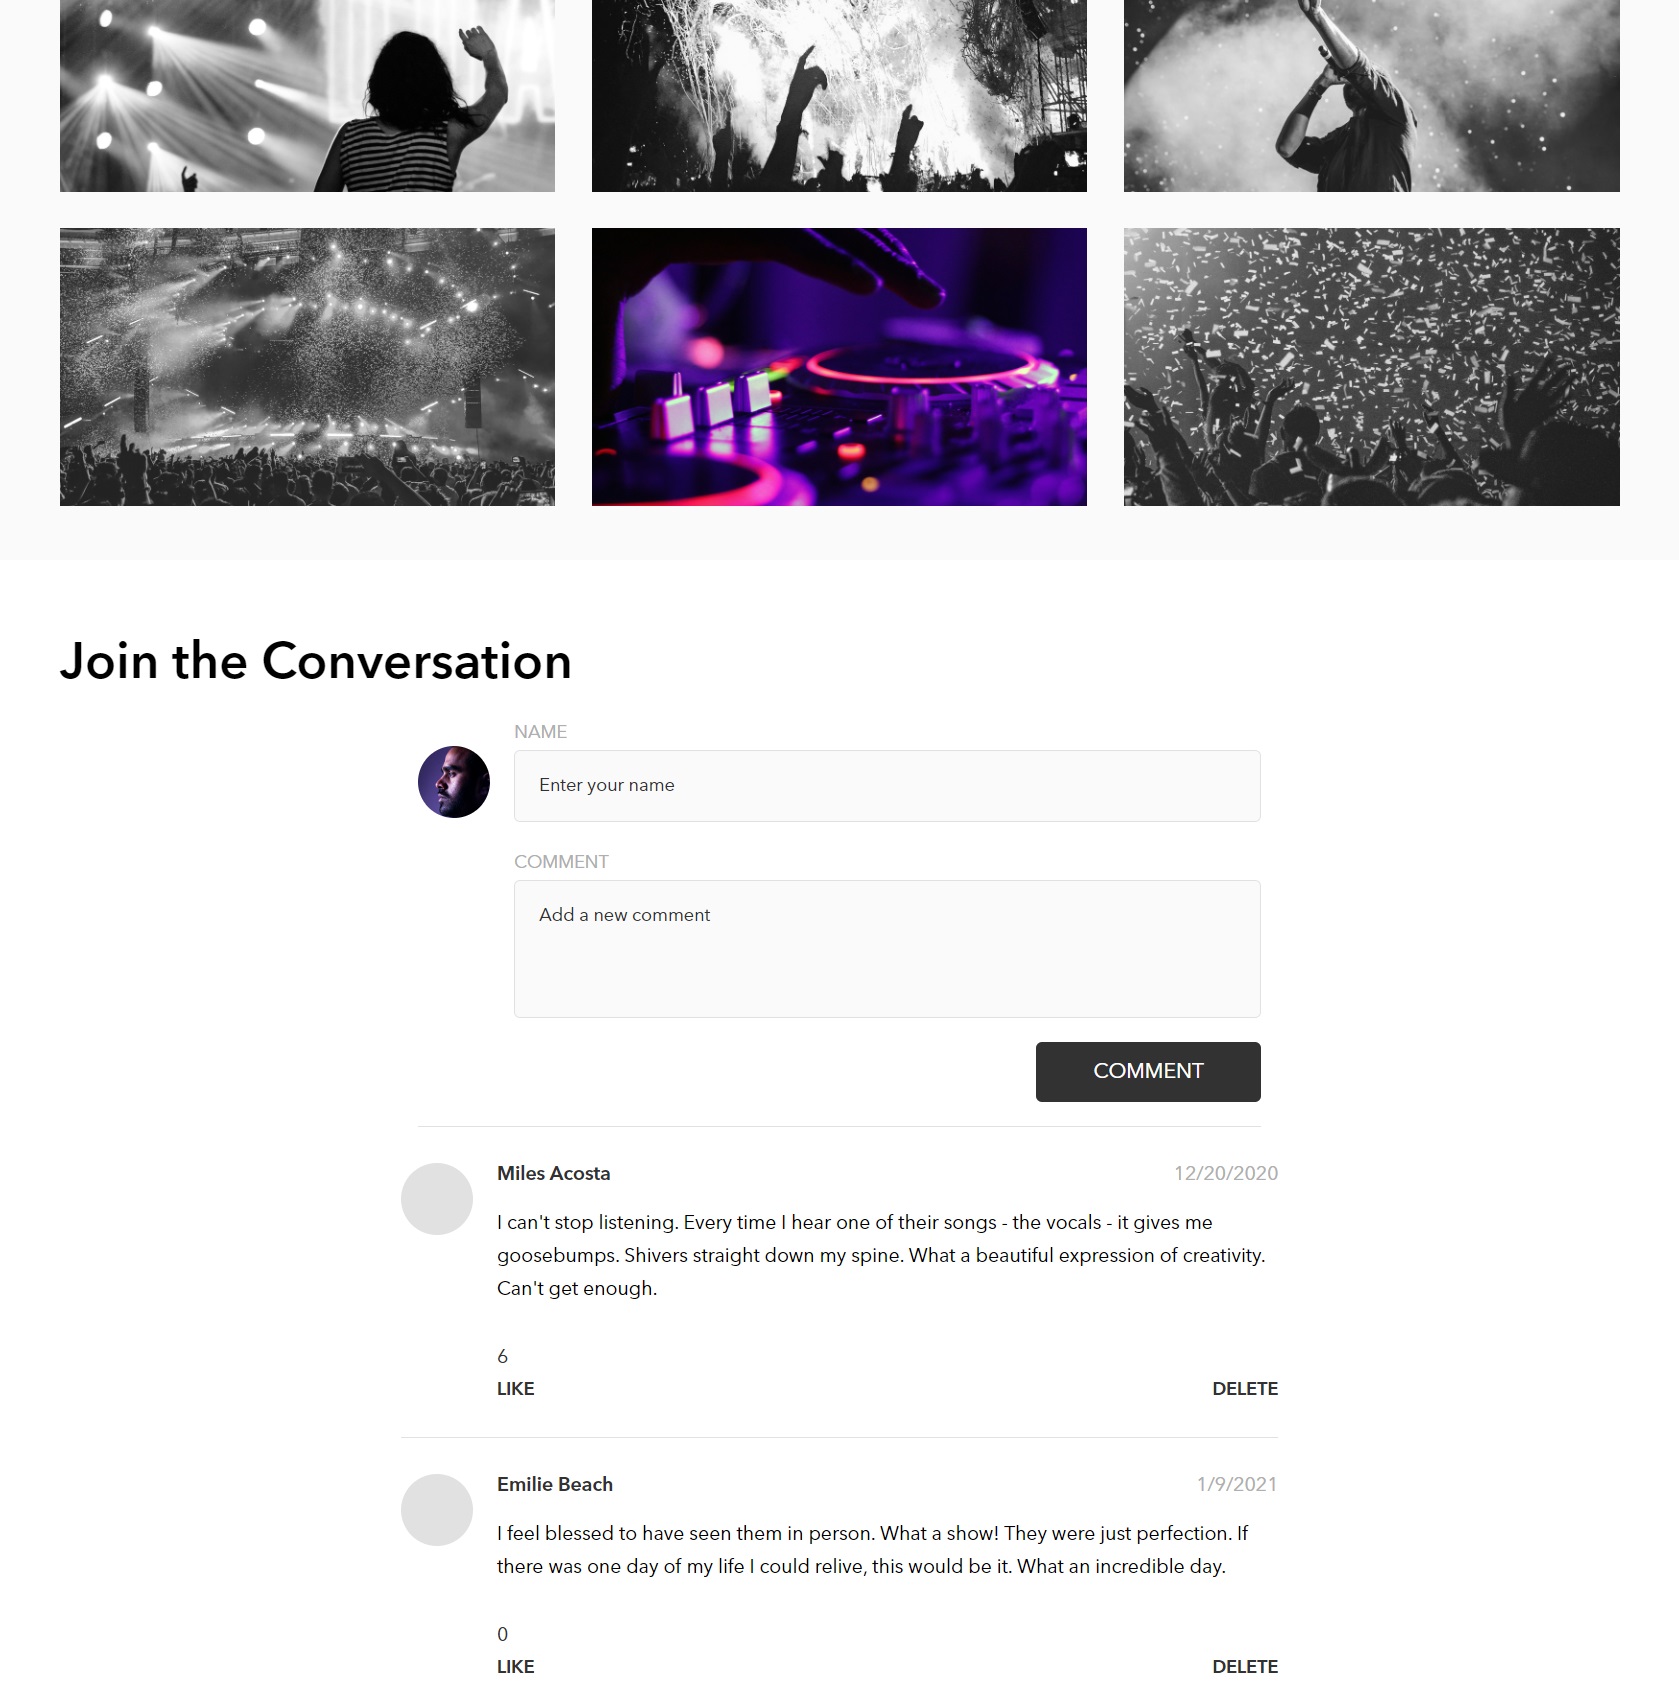 Join the Conversation
NAME
Enter your name
COMMENT
Add a new comment
COMMENT
Miles Acosta
12/20/2020
I can't stop listening. Every time I hear one of their songs - the vocals - it gives me
goosebumps. Shivers straight down my spine. What a beautiful expression of creativity.
Can't get enough.
6
LIKE
DELETE
Emilie Beach
1/9/2021
I feel blessed to have seen them in person. What a show! They were just perfection. If
there was one day of my life I could relive, this would be it. What an incredible day.
0
LIKE
DELETE